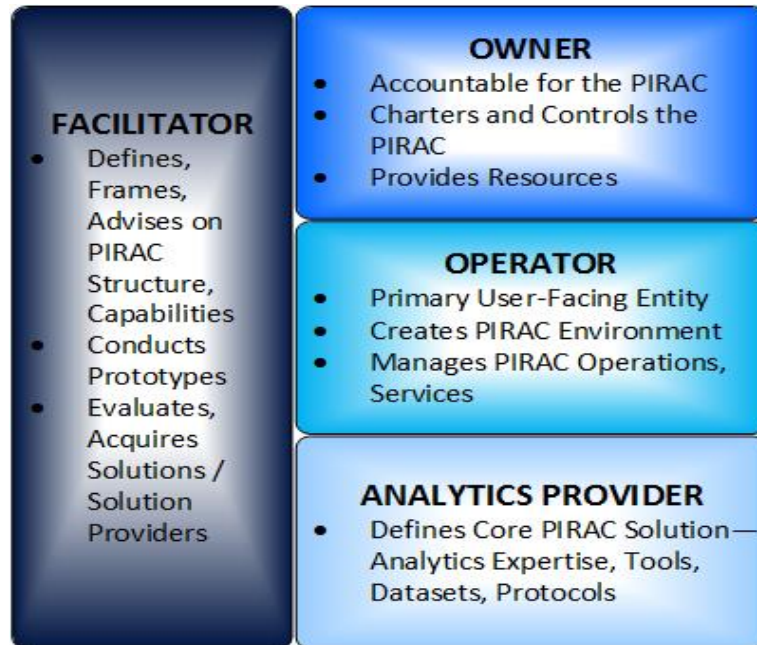 FACILITATOR
• Defines,
Frames,
Advises on
PIRAC
Structure,
Capabilities
• Conducts
Prototypes
• Evaluates,
Acquires
Solutions /
Solution
Providers
OWNER
• Accountable for the PIRAC
• Charters and Controls the
PIRAC
• Provides Resources
OPERATOR
• Primary User-Facing Entity
• Creates PIRAC Environment
• Manages PIRAC Operations,
Services
ANALYTICS PROVIDER
• Defines Core PIRAC Solution—
Analytics Expertise, Tools,
Datasets, Protocols